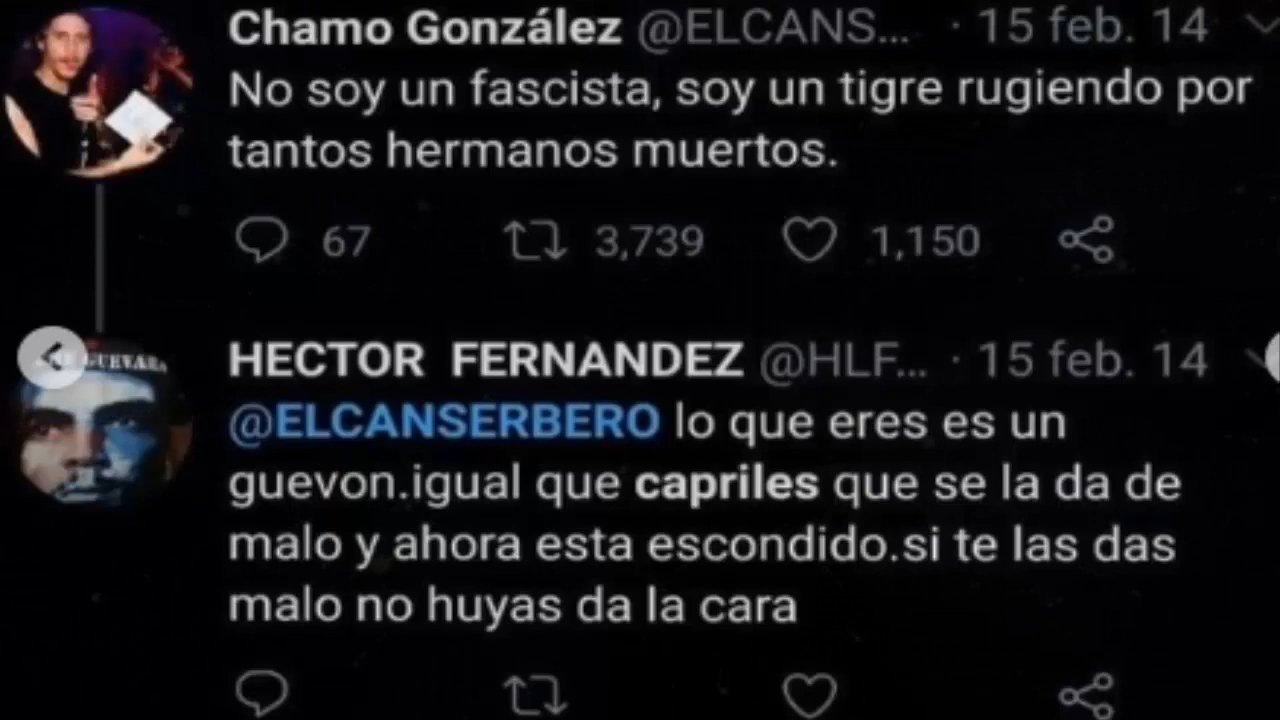 Chamo González @ELCANS... · 15 feb. 14
No soy un fascista, soy un tigre rugiendo por
tantos hermanos muertos.
67 3,739 1,150
GUEVARA
HECTOR FERNANDEZ @HLF... · 15 feb. 14
@ELCANSERBERO lo que eres es un
guevon.igual que capriles que se la da de
malo y ahora esta escondido.si te las das
malo no huyas da la cara